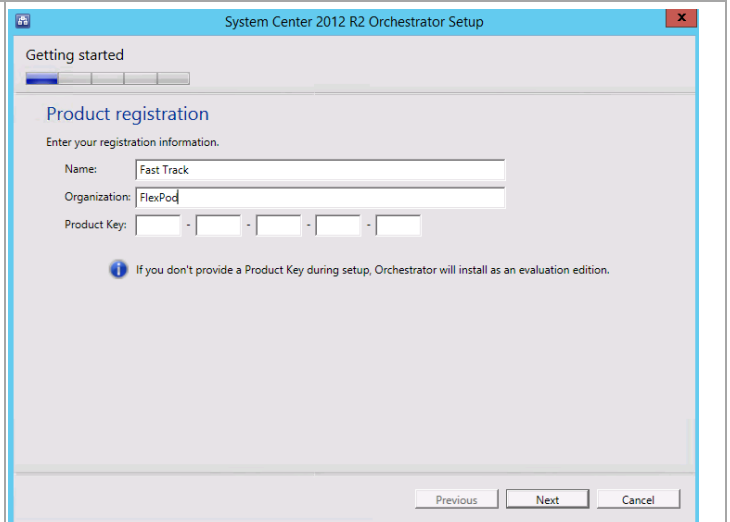 System Center 2012 R2 Orchestrator Setup
x
Getting started
Product registration
Enter your registration information.
Name: Fast Track
Organization: FlexPod
Product Key: - - - -
i If you don't provide a Product Key during setup, Orchestrator will install as an evaluation edition.
Previous Next Cancel